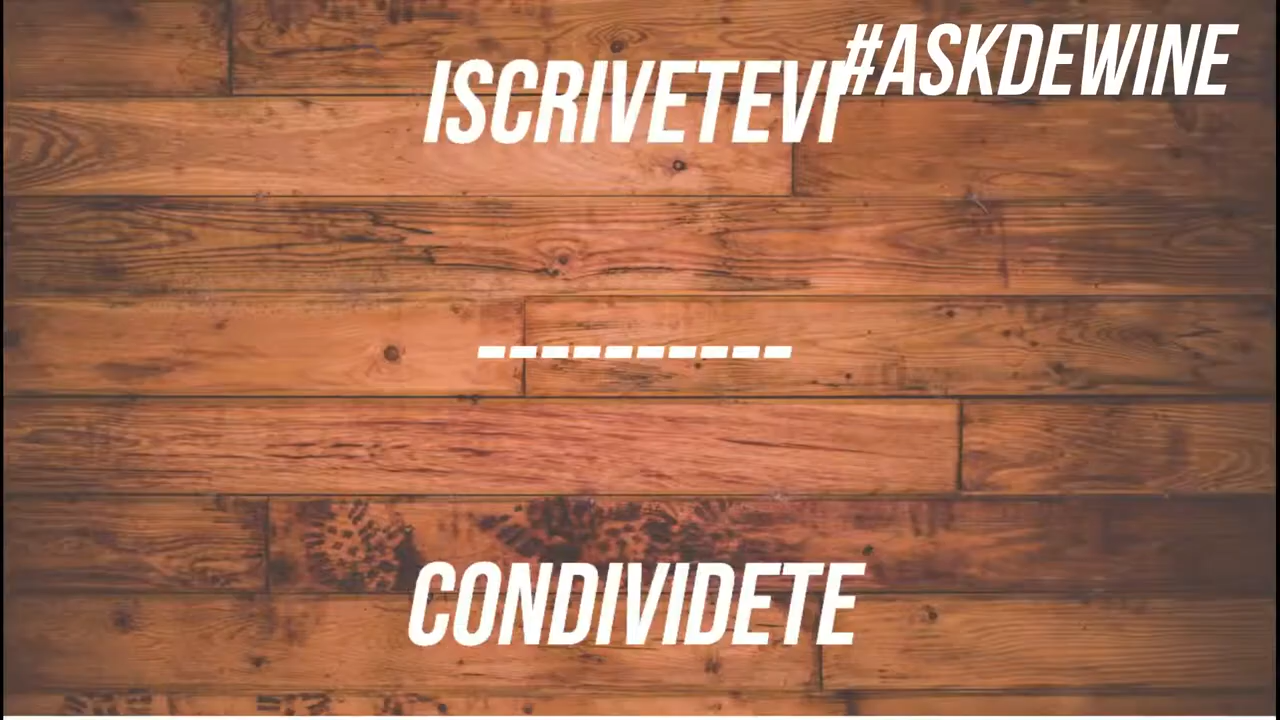 #ASKDEWINE
ISCRIVETEVI
----------
CONDIVIDETE